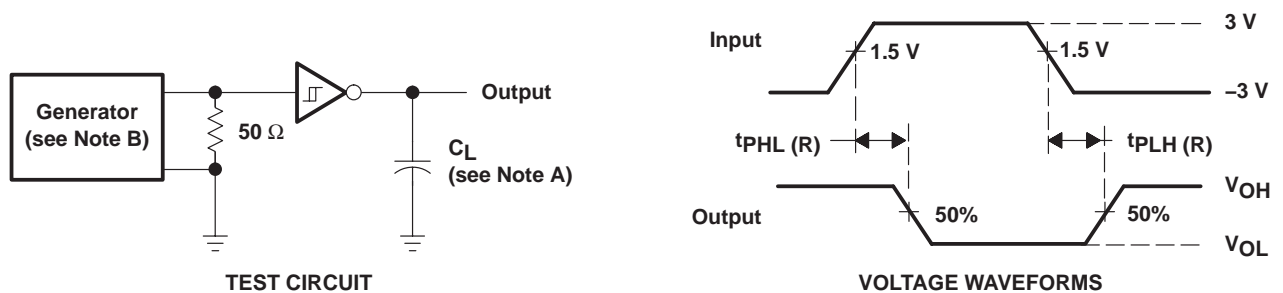 Generator
(see Note B)
50 Ω
Output
CL
(see Note A)
TEST CIRCUIT
Input
1.5 V
1.5 V
3 V
–3 V
tPHL (R)
tPLH (R)
Output
50%
50%
VOH
VOL
VOLTAGE WAVEFORMS